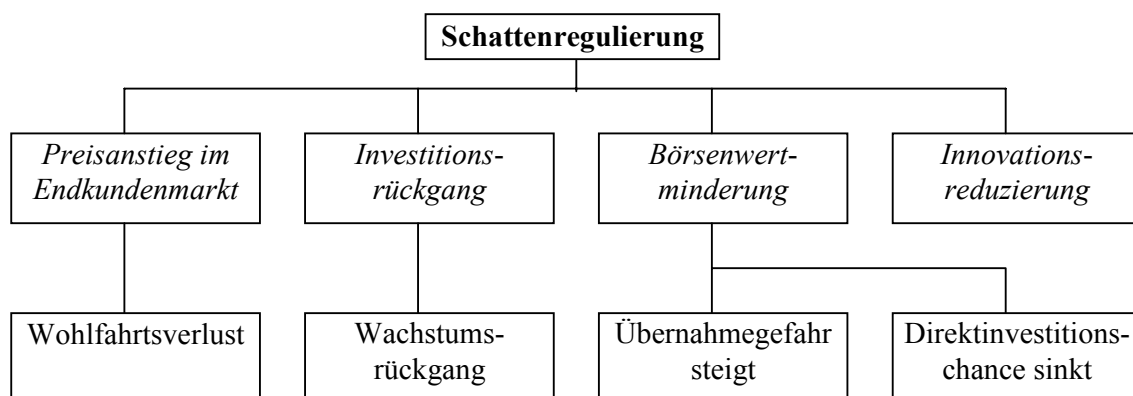 Schattenregulierung
Preisanstieg im
Endkundenmarkt
Investitions-
rückgang
Börsenwert-
minderung
Innovations-
reduzierung
Wohlfahrtsverlust
Wachstums-
rückgang
Übernahmegefahr
steigt
Direktinvestitions-
chance sinkt